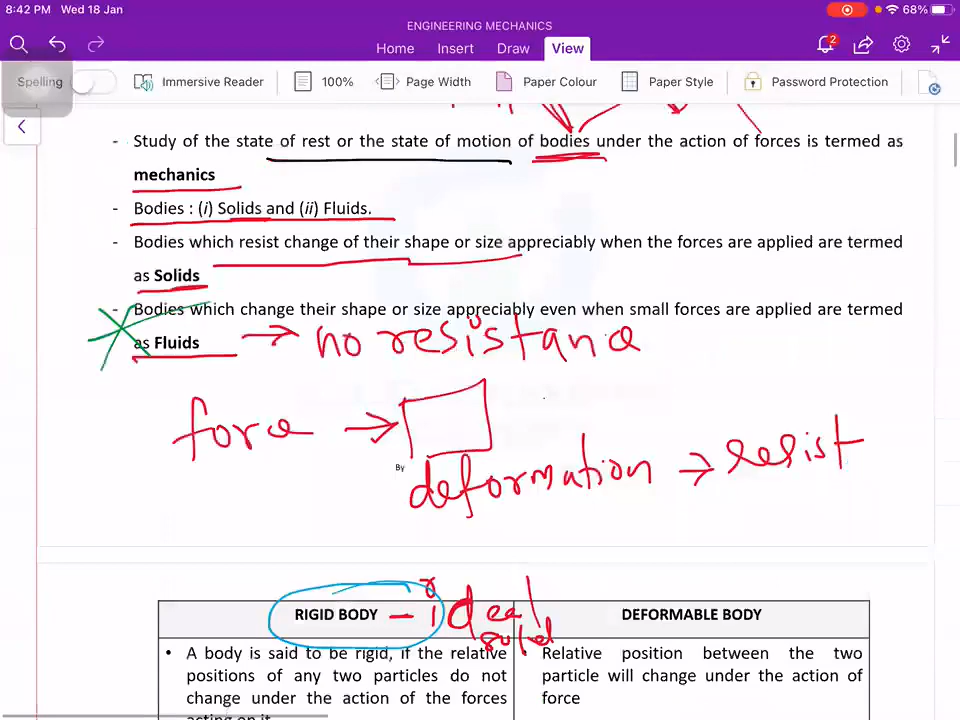 8:42 PM Wed 18 Jan
68%
ENGINEERING MECHANICS
Home Insert Draw View
2
Spelling Immersive Reader 100% Page Width Paper Colour Paper Style Password Protection
- Study of the state of rest or the state of motion of bodies under the action of forces is termed as
mechanics
- Bodies : (i) Solids and (ii) Fluids.
- Bodies which resist change of their shape or size appreciably when the forces are applied are termed
as Solids
- Bodies which change their shape or size appreciably even when small forces are applied are termed
as Fluids → no resistance
force →
By
deformation → resist
RIGID BODY – ideal solid DEFORMABLE BODY
• A body is said to be rigid, if the relative
positions of any two particles do not
change under the action of the forces
acting on it.
• Relative position between the two
particle will change under the action of
force